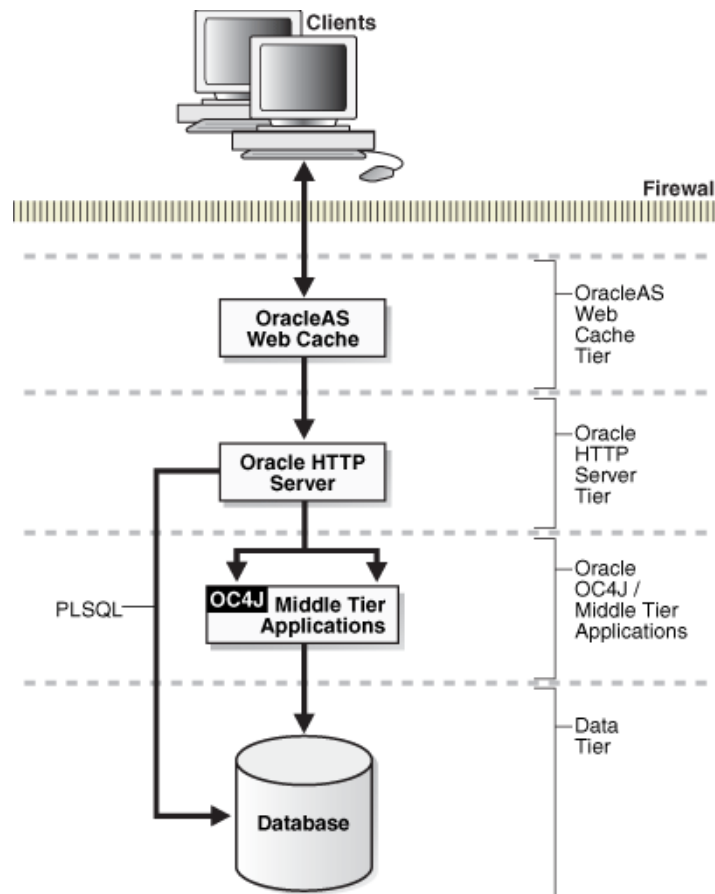 Clients
Firewal
OracleAS
Web Cache
OracleAS
Web
Cache
Tier
Oracle HTTP
Server
Oracle
HTTP
Server
Tier
PLSQL
OC4J
Middle Tier
Applications
Oracle
OC4J /
Middle Tier
Applications
Database
Data
Tier